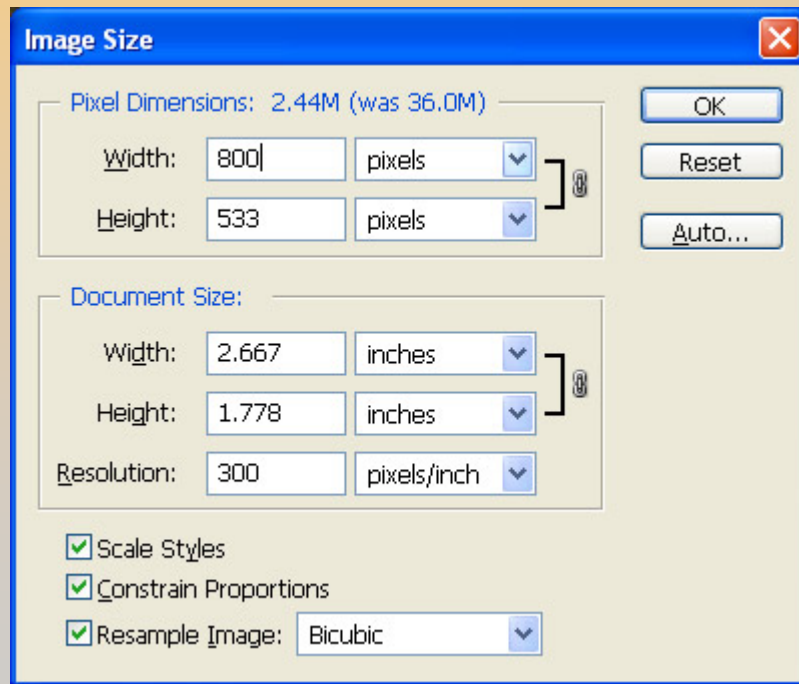 Image Size
Pixel Dimensions: 2.44M (was 36.0M)
OK
Width: 800 pixels
Reset
Height: 533 pixels
Auto...
Document Size:
Width: 2.667 inches
Height: 1.778 inches
Resolution: 300 pixels/inch
Scale Styles
Constrain Proportions
Resample Image: Bicubic